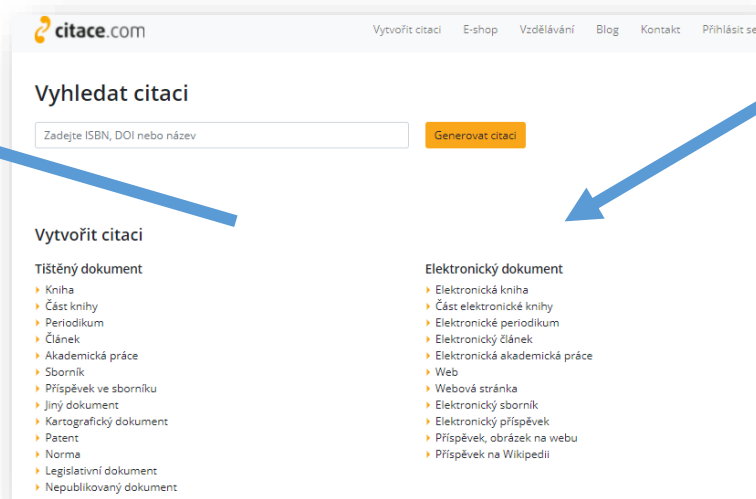 citace.com
Vytvořit citaci E-shop Vzdělávání Blog Kontakt Přihlásit se
Vyhledat citaci
Zadejte ISBN, DOI nebo název
Generovat citaci
Vytvořit citaci
Tištěný dokument
Kniha
Část knihy
Periodikum
Článek
Akademická práce
Sborník
Příspěvek ve sborníku
Jiný dokument
Kartografický dokument
Patent
Norma
Legislativní dokument
Nepublikovaný dokument
Elektronický dokument
Elektronická kniha
Část elektronické knihy
Elektronické periodikum
Elektronický článek
Elektronická akademická práce
Web
Webová stránka
Elektronický sborník
Elektronický příspěvek
Příspěvek, obrázek na webu
Příspěvek na Wikipedii